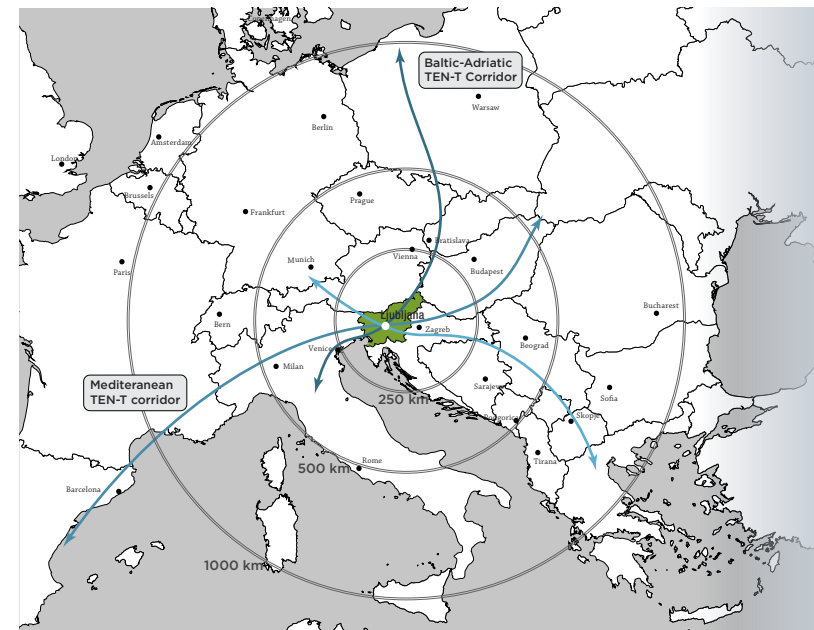 Copenhagen
Baltic-Adriatic
TEN-T Corridor
Warsaw
Berlin
Amsterdam
London
Brussels
Prague
Frankfurt
Bratislava
Vienna
Munich
Budapest
Paris
Bucharest
Ljubljana
Bern
Zagreb
Beograd
Venice
Milan
Sarajevo
Sofia
Mediteranean
TEN-T corridor
250 km
Podgorica
Skopje
Rome
Tirana
500 km
Barcelona
1000 km